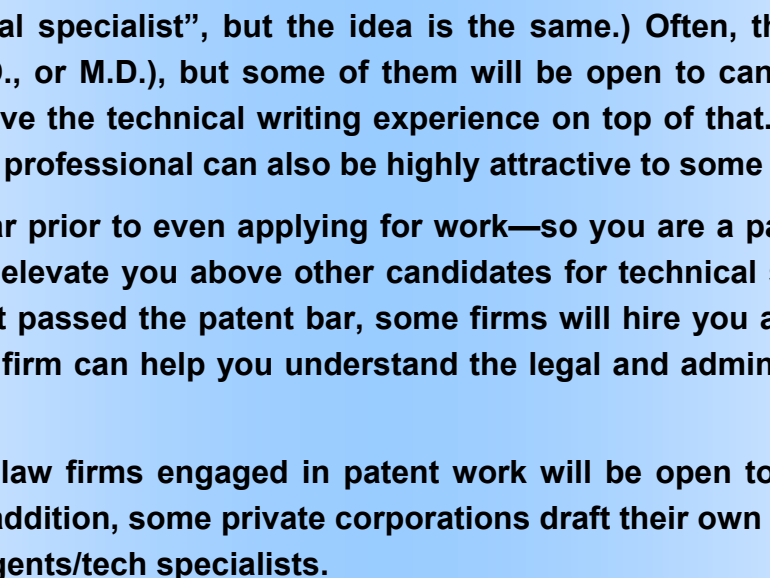 al specialist”, but the idea is the same.) Often, th
D., or M.D.), but some of them will be open to can
ve the technical writing experience on top of that.
professional can also be highly attractive to some
ar prior to even applying for work—so you are a pa
elevate you above other candidates for technical s
t passed the patent bar, some firms will hire you a
firm can help you understand the legal and admin
law firms engaged in patent work will be open to
addition, some private corporations draft their own
gents/tech specialists.